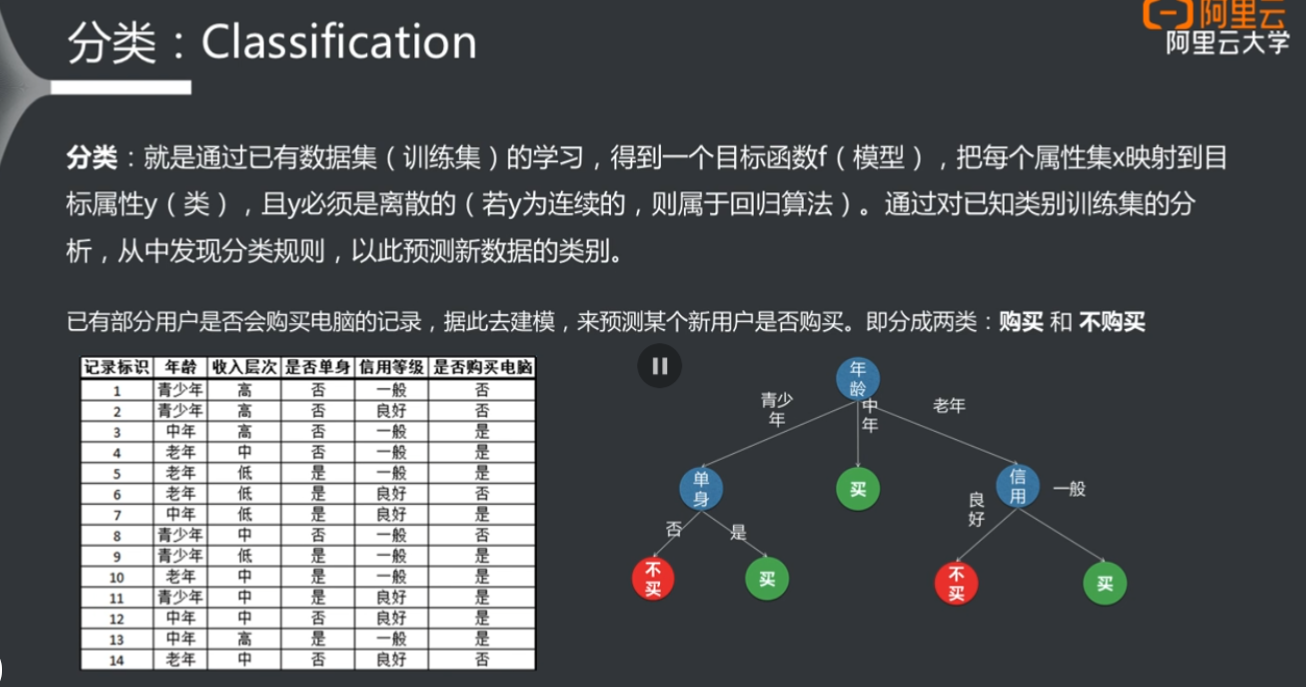 阿里云
阿里云大学
分类：Classification
分类：就是通过已有数据集（训练集）的学习，得到一个目标函数f（模型），把每个属性集x映射到目
标属性y（类），且y必须是离散的（若y为连续的，则属于回归算法）。通过对已知类别训练集的分
析，从中发现分类规则，以此预测新数据的类别。
已有部分用户是否会购买电脑的记录，据此去建模，来预测某个新用户是否购买。即分成两类：购买 和 不购买
记录标识 年龄 收入层次 是否单身 信用等级 是否购买电脑
1 青少年 高 否 一般 否
2 青少年 高 否 良好 否
3 中年 高 否 一般 是
4 老年 中 否 一般 是
5 老年 低 是 一般 是
6 老年 低 是 良好 否
7 中年 低 是 良好 是
8 青少年 中 否 一般 否
9 青少年 低 是 一般 是
10 老年 中 是 一般 是
11 青少年 中 是 良好 是
12 中年 中 否 良好 是
13 中年 高 是 一般 是
14 老年 中 否 良好 否
年
龄
青少
年
中
年
老年
单
身
买
信
用
良
好
一般
否
是
不
买
买
不
买
买